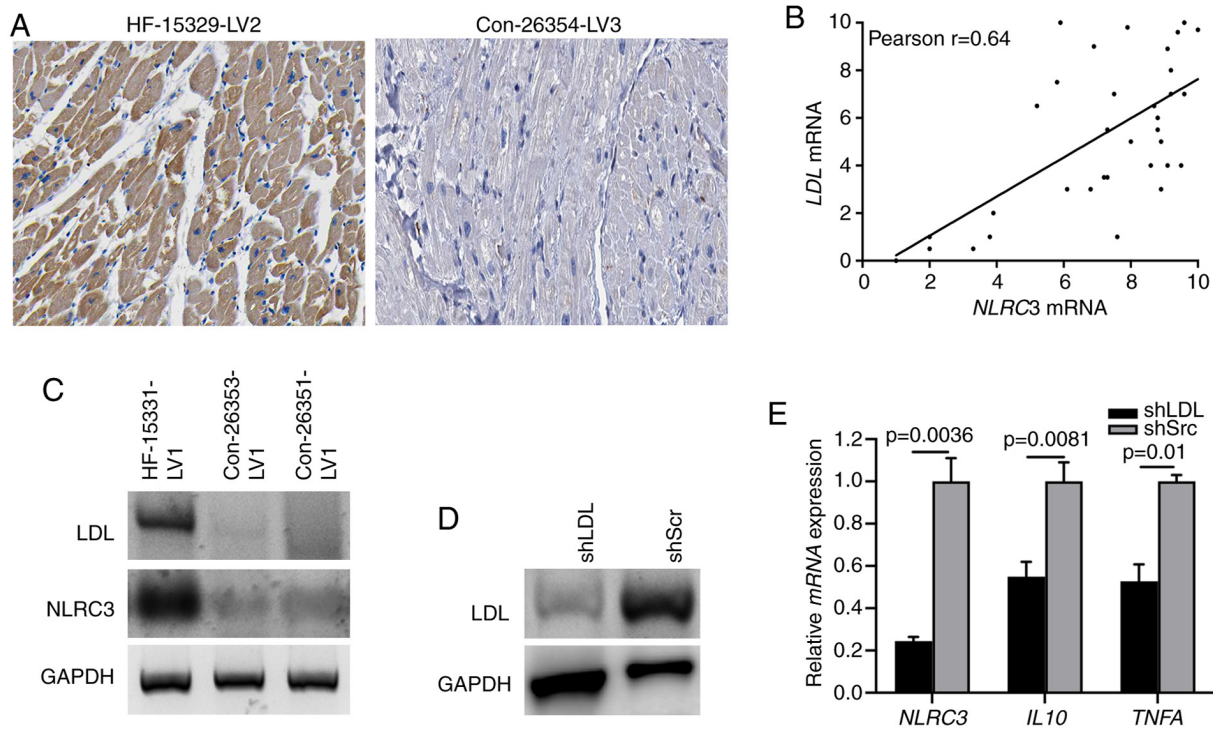 A
HF-15329-LV2
Con-26354-LV3
B
Pearson r=0.64
LDL mRNA
10
8
6
4
2
0
0
2
4
6
8
10
NLRC3 mRNA
C
HF-15331-
LV1
Con-26353-
LV1
Con-26351-
LV1
LDL
NLRC3
GAPDH
D
shLDL
shScr
LDL
GAPDH
E
shLDL
shSrc
p=0.0036
p=0.0081
p=0.01
Relative mRNA expression
1.2
1.0
0.8
0.6
0.4
0.2
0.0
NLRC3
IL10
TNFA